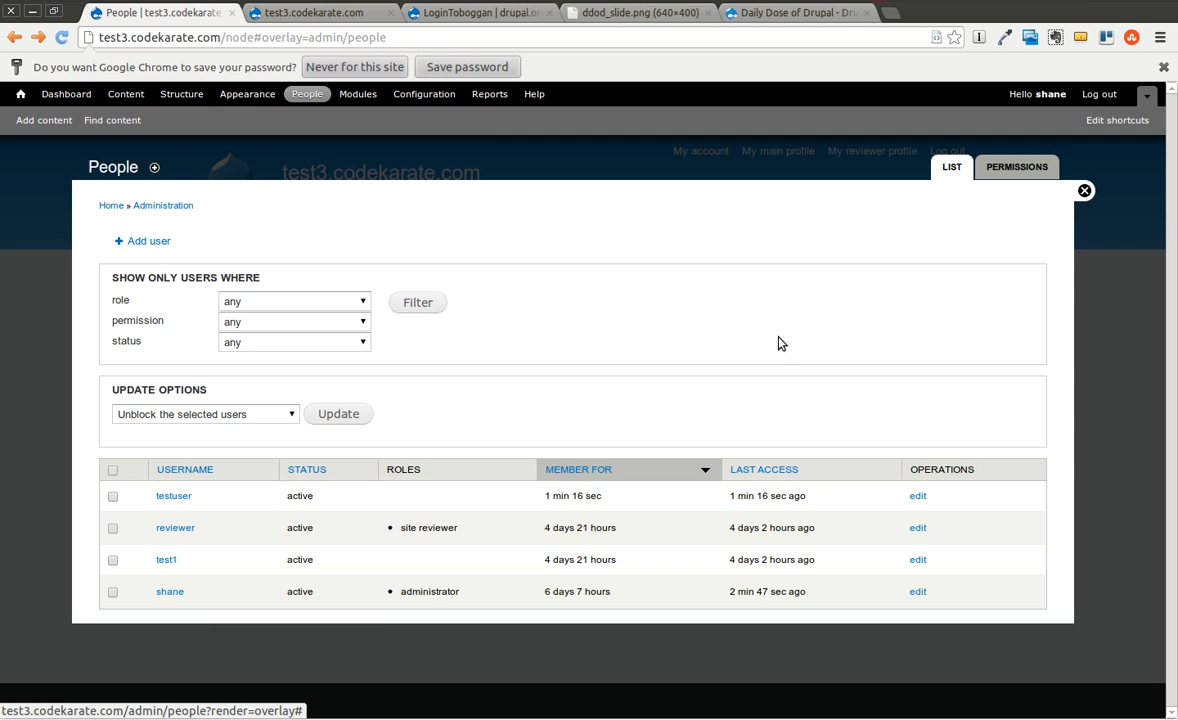 People | test3.codekarate. test3.codekarate.com LoginToboggan | drupal.or ddod_slide.png (640×400) Daily Dose of Drupal - Dru
test3.codekarate.com/node#overlay=admin/people
Do you want Google Chrome to save your password? Never for this site Save password
Dashboard Content Structure Appearance People Modules Configuration Reports Help Hello shane Log out
Add content Find content Edit shortcuts
My account My main profile My reviewer profile Log out
People LIST PERMISSIONS
test3.codekarate.com
Home » Administration
Add user
SHOW ONLY USERS WHERE
role any Filter
permission any
status any
UPDATE OPTIONS
Unblock the selected users Update
USERNAME STATUS ROLES MEMBER FOR LAST ACCESS OPERATIONS
testuser active 1 min 16 sec 1 min 16 sec ago edit
reviewer active • site reviewer 4 days 21 hours 4 days 2 hours ago edit
test1 active 4 days 21 hours 4 days 2 hours ago edit
shane active • administrator 6 days 7 hours 2 min 47 sec ago edit
test3.codekarate.com/admin/people?render=overlay#